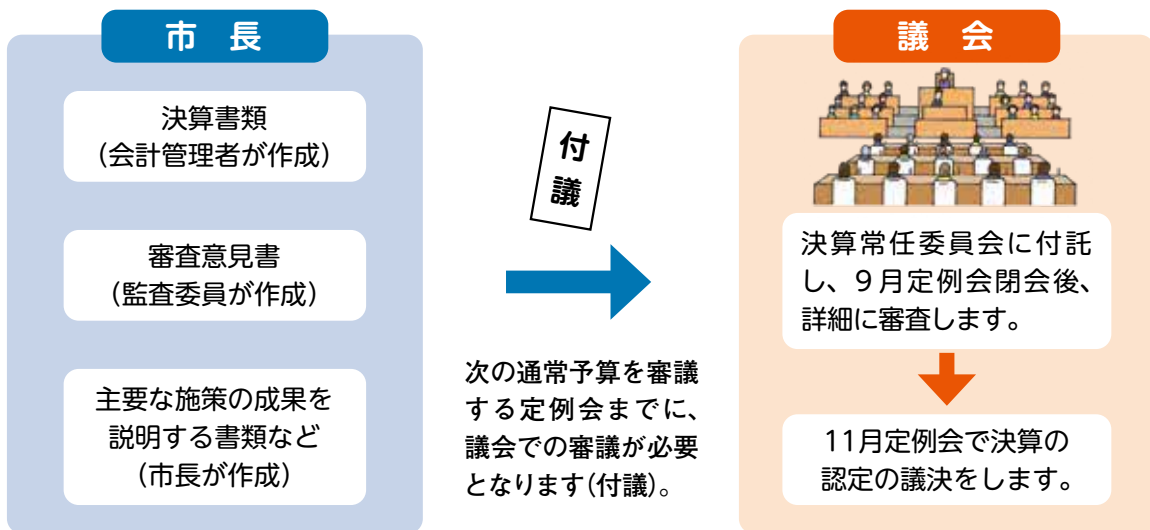 市 長
決算書類
(会計管理者が作成)
審査意見書
(監査委員が作成)
主要な施策の成果を
説明する書類など
(市長が作成)
付
議
次の通常予算を審議
する定例会までに、
議会での審議が必要
となります(付議)。
議 会
決算常任委員会に付託
し、9月定例会閉会後、
詳細に審査します。
11月定例会で決算の
認定の議決をします。